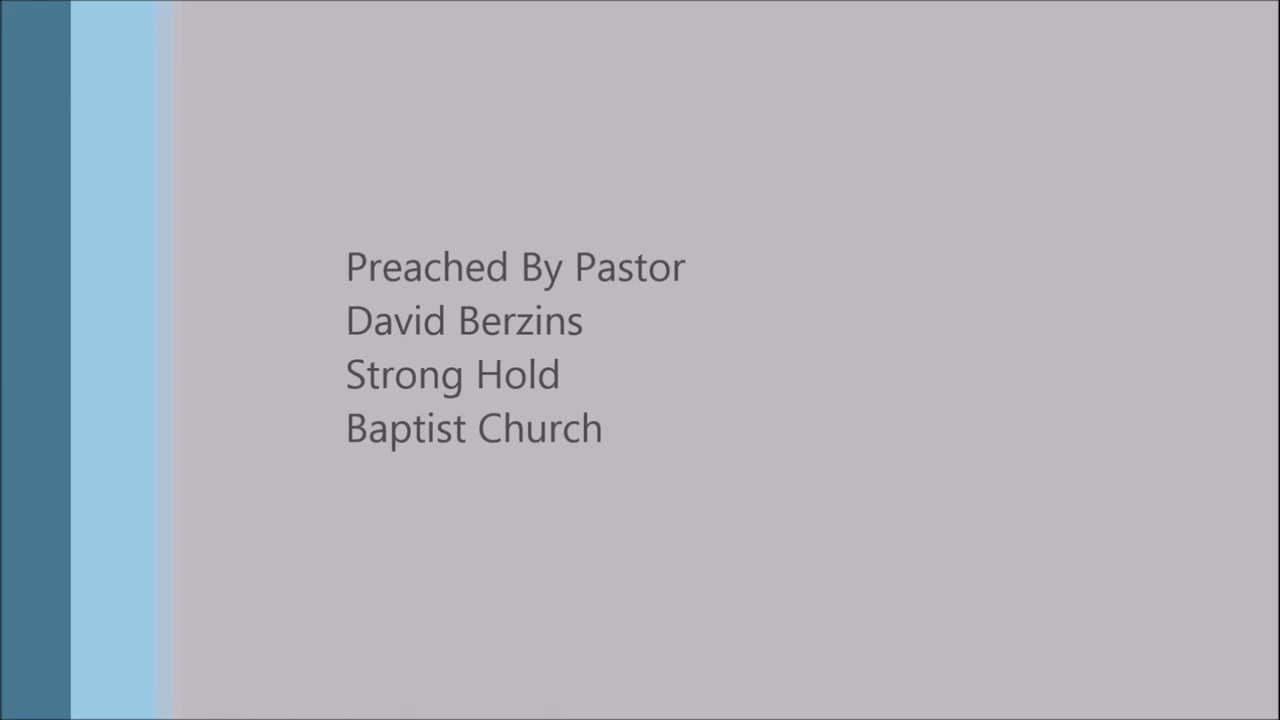 Preached By Pastor
David Berzins
Strong Hold
Baptist Church